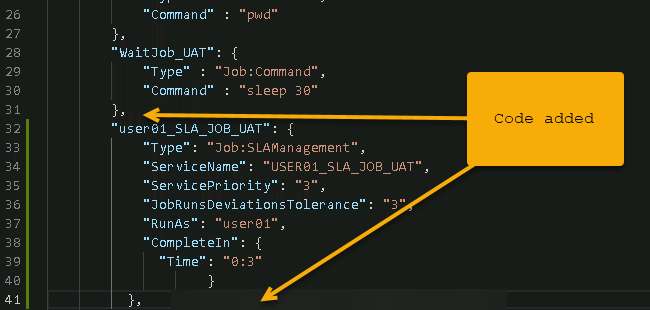 26 "Command" : "pwd"
27 },
28 "WaitJob_UAT": {
29 "Type" : "Job:Command",
30 "Command" : "sleep 30"
31 },
32 "user01_SLA_JOB_UAT": {
33 "Type": "Job:SLAManagement",
34 "ServiceName": "USER01_SLA_JOB_UAT",
35 "ServicePriority": "3",
36 "JobRunsDeviationsTolerance": "3",
37 "RunAs": "user01",
38 "CompleteIn": {
39 "Time": "0:3"
40 }
41 },
Code added